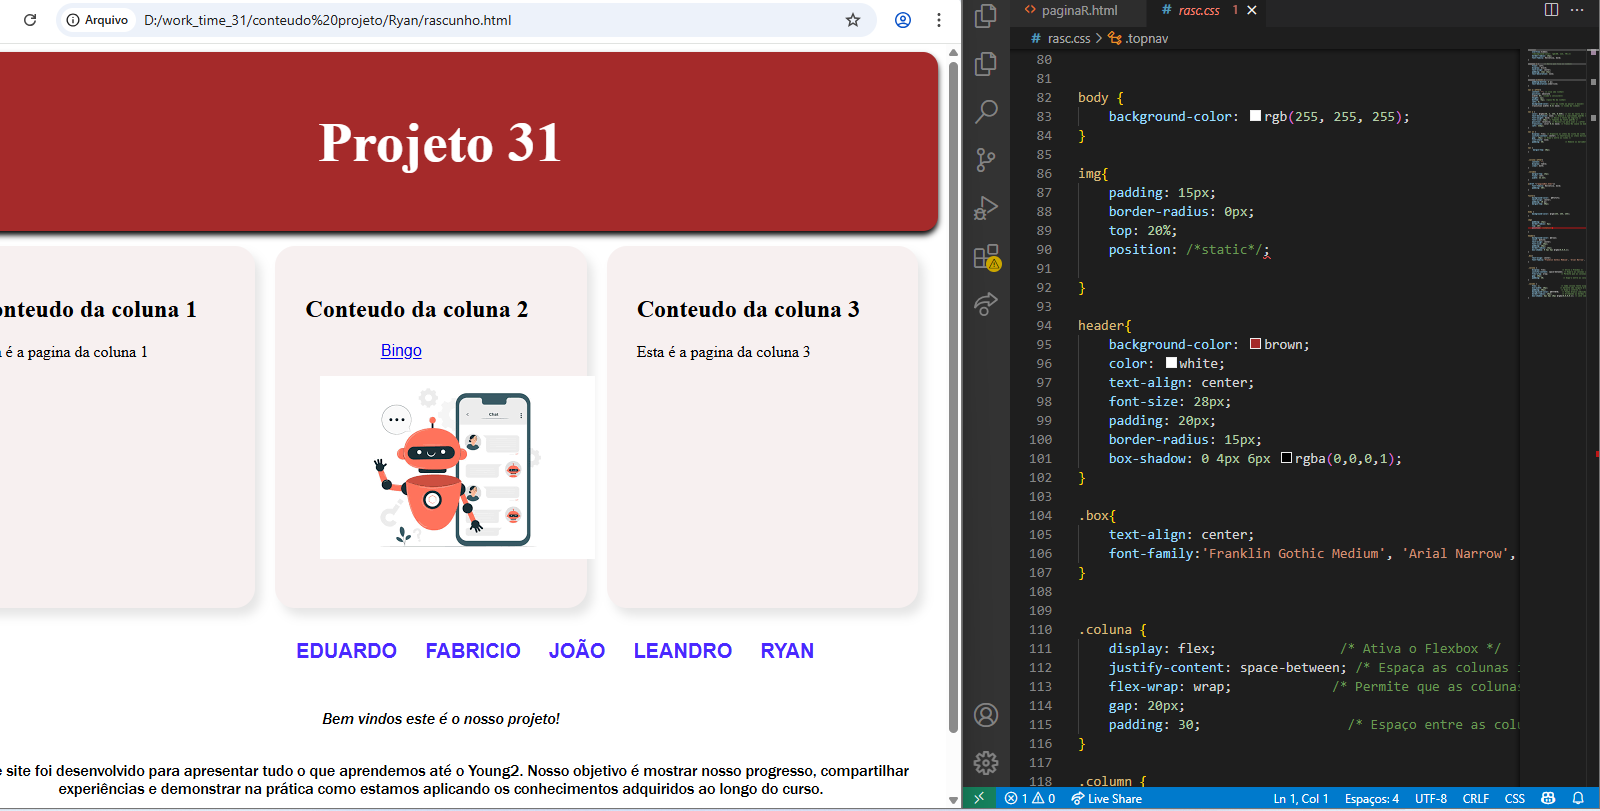 Arquivo
D:/work_time_31/conteudo%20projeto/Ryan/rascunho.html
Projeto 31
onteudo da coluna 1
é a pagina da coluna 1
Conteudo da coluna 2
Bingo
Chat
Conteudo da coluna 3
Esta é a pagina da coluna 3
EDUARDO FABRICIO JOÃO LEANDRO RYAN
Bem vindos este é o nosso projeto!
e site foi desenvolvido para apresentar tudo o que aprendemos até o Young2. Nosso objetivo é mostrar nosso progresso, compartilhar
experiências e demonstrar na prática como estamos aplicando os conhecimentos adquiridos ao longo do curso.
<> paginaR.html # rasc.css 1
# rasc.css > .topnav
80
81
82 body {
83 background-color: rgb(255, 255, 255);
84 }
85
86 img{
87 padding: 15px;
88 border-radius: 0px;
89 top: 20%;
90 position: /*static*/;
91
92 }
93
94 header{
95 background-color: brown;
96 color: white;
97 text-align: center;
98 font-size: 28px;
99 padding: 20px;
100 border-radius: 15px;
101 box-shadow: 0 4px 6px rgba(0,0,0,1);
102 }
103
104 .box{
105 text-align: center;
106 font-family:'Franklin Gothic Medium', 'Arial Narrow',
107 }
108
109
110 .coluna {
111 display: flex; /* Ativa o Flexbox */
112 justify-content: space-between; /* Espaça as colunas
113 flex-wrap: wrap; /* Permite que as colunas
114 gap: 20px;
115 padding: 30; /* Espaço entre as colu
116 }
117
118 .column {
1 0 Live Share Ln 1, Col 1 Espaços: 4 UTF-8 CRLF CSS